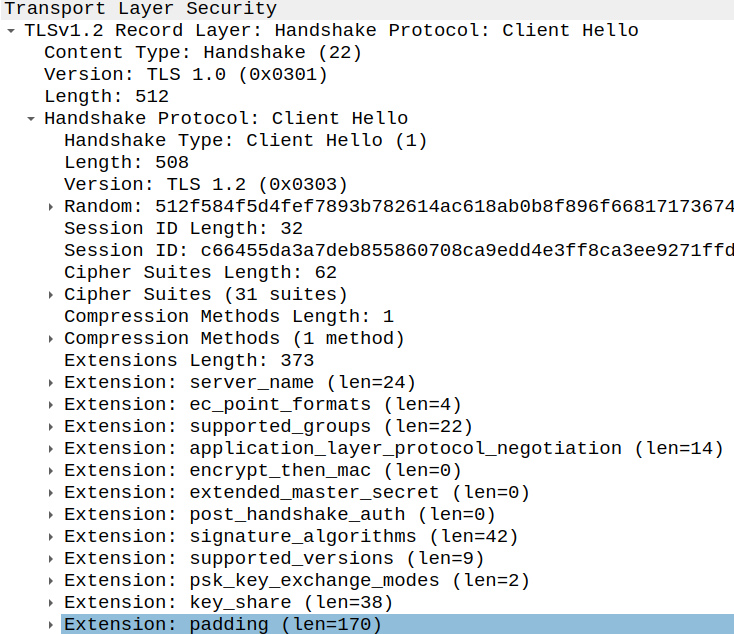 Transport Layer Security
TLSv1.2 Record Layer: Handshake Protocol: Client Hello
Content Type: Handshake (22)
Version: TLS 1.0 (0x0301)
Length: 512
Handshake Protocol: Client Hello
Handshake Type: Client Hello (1)
Length: 508
Version: TLS 1.2 (0x0303)
Random: 512f584f5d4fef7893b782614ac618ab0b8f896f66817173674
Session ID Length: 32
Session ID: c66455da3a7deb855860708ca9edd4e3ff8ca3ee9271ffd
Cipher Suites Length: 62
Cipher Suites (31 suites)
Compression Methods Length: 1
Compression Methods (1 method)
Extensions Length: 373
Extension: server_name (len=24)
Extension: ec_point_formats (len=4)
Extension: supported_groups (len=22)
Extension: application_layer_protocol_negotiation (len=14)
Extension: encrypt_then_mac (len=0)
Extension: extended_master_secret (len=0)
Extension: post_handshake_auth (len=0)
Extension: signature_algorithms (len=42)
Extension: supported_versions (len=9)
Extension: psk_key_exchange_modes (len=2)
Extension: key_share (len=38)
Extension: padding (len=170)